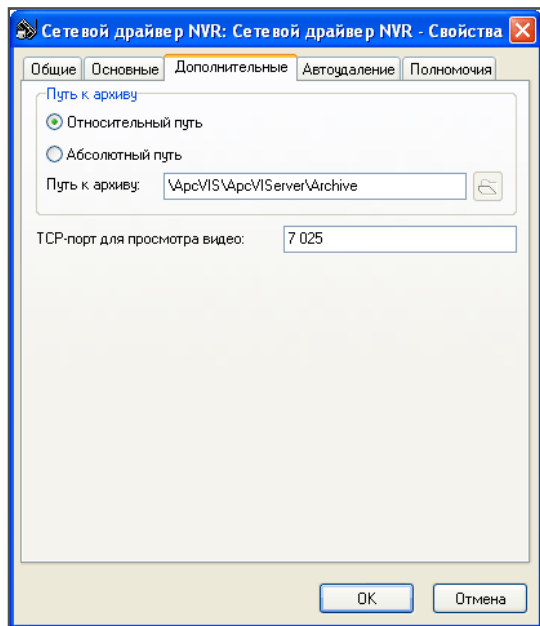 Сетевой драйвер NVR: Сетевой драйвер NVR - Свойства
Общие Основные Дополнительные Автоудаление Полномочия
Путь к архиву
Относительный путь
Абсолютный путь
Путь к архиву: \ApcVIS\ApcVIServer\Archive
TCP-порт для просмотра видео: 7 025
OK Отмена